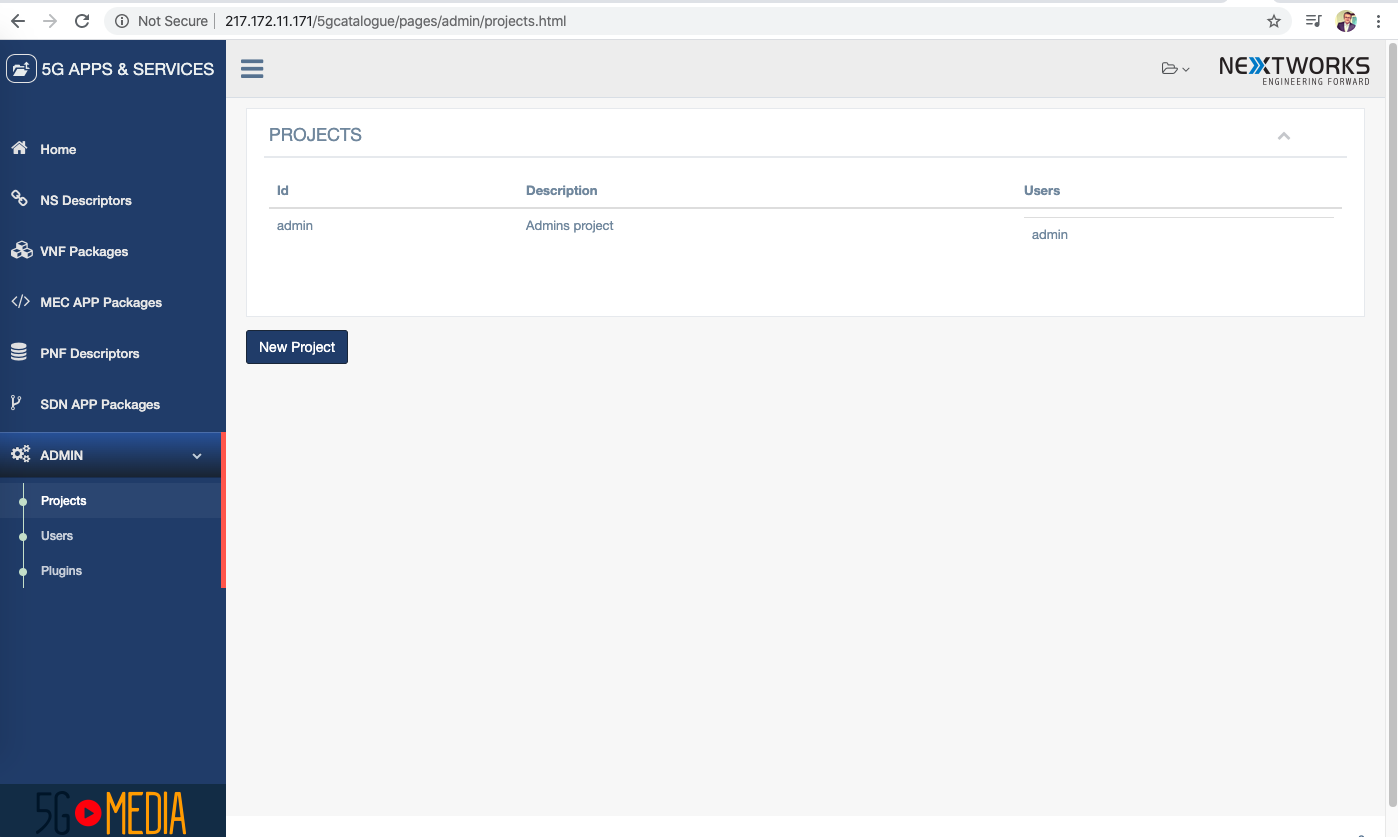 Not Secure 217.172.11.171/5gcatalogue/pages/admin/projects.html
5G APPS & SERVICES
NEXTWORKS
ENGINEERING FORWARD
Home
NS Descriptors
VNF Packages
MEC APP Packages
PNF Descriptors
SDN APP Packages
ADMIN
Projects
Users
Plugins
5G MEDIA
PROJECTS
Id Description Users
admin Admins project admin
New Project